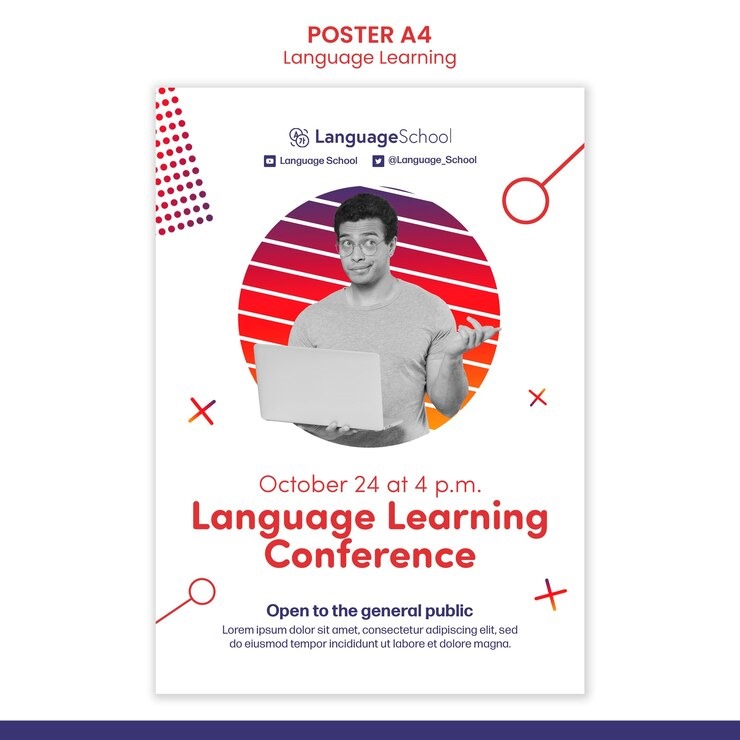 POSTER A4
Language Learning
LanguageSchool
Language School @Language_School
October 24 at 4 p.m.
Language Learning
Conference
Open to the general public
Lorem ipsum dolor sit amet, consectetur adipiscing elit, sed
do eiusmod tempor incididunt ut labore et dolore magna.